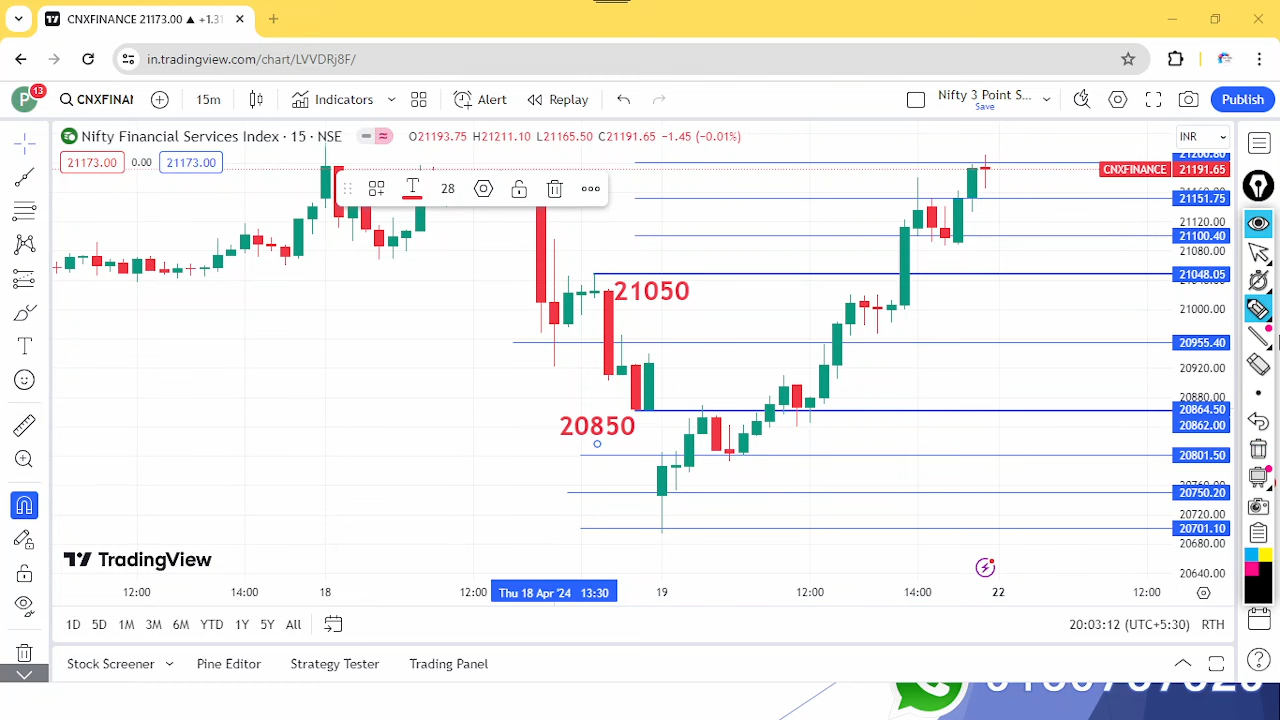 CNXFINANCE 21173.00 ▲ +1.31
in.tradingview.com/chart/LVVDRj8F/
P 13 CNXFINAN 15m Indicators Alert Replay Nifty 3 Point S... Publish
Save
Nifty Financial Services Index · 15 · NSE O21193.75 H21211.10 L21165.50 C21191.65 -1.45 (-0.01%) INR
21173.00 0.00 21173.00
28
21200.80
CNXFINANCE 21191.65
21151.75
21120.00
21100.40
21080.00
21048.05
21050
21000.00
20955.40
20920.00
20880.00
20864.50
20850
20862.00
20801.50
20750.20
20720.00
20701.10
20680.00
20640.00
TradingView
12:00 14:00 18 12:00 Thu 18 Apr '24 13:30 19 12:00 14:00 22 12:00
1D 5D 1M 3M 6M YTD 1Y 5Y All 20:03:12 (UTC+5:30) RTH
Stock Screener Pine Editor Strategy Tester Trading Panel